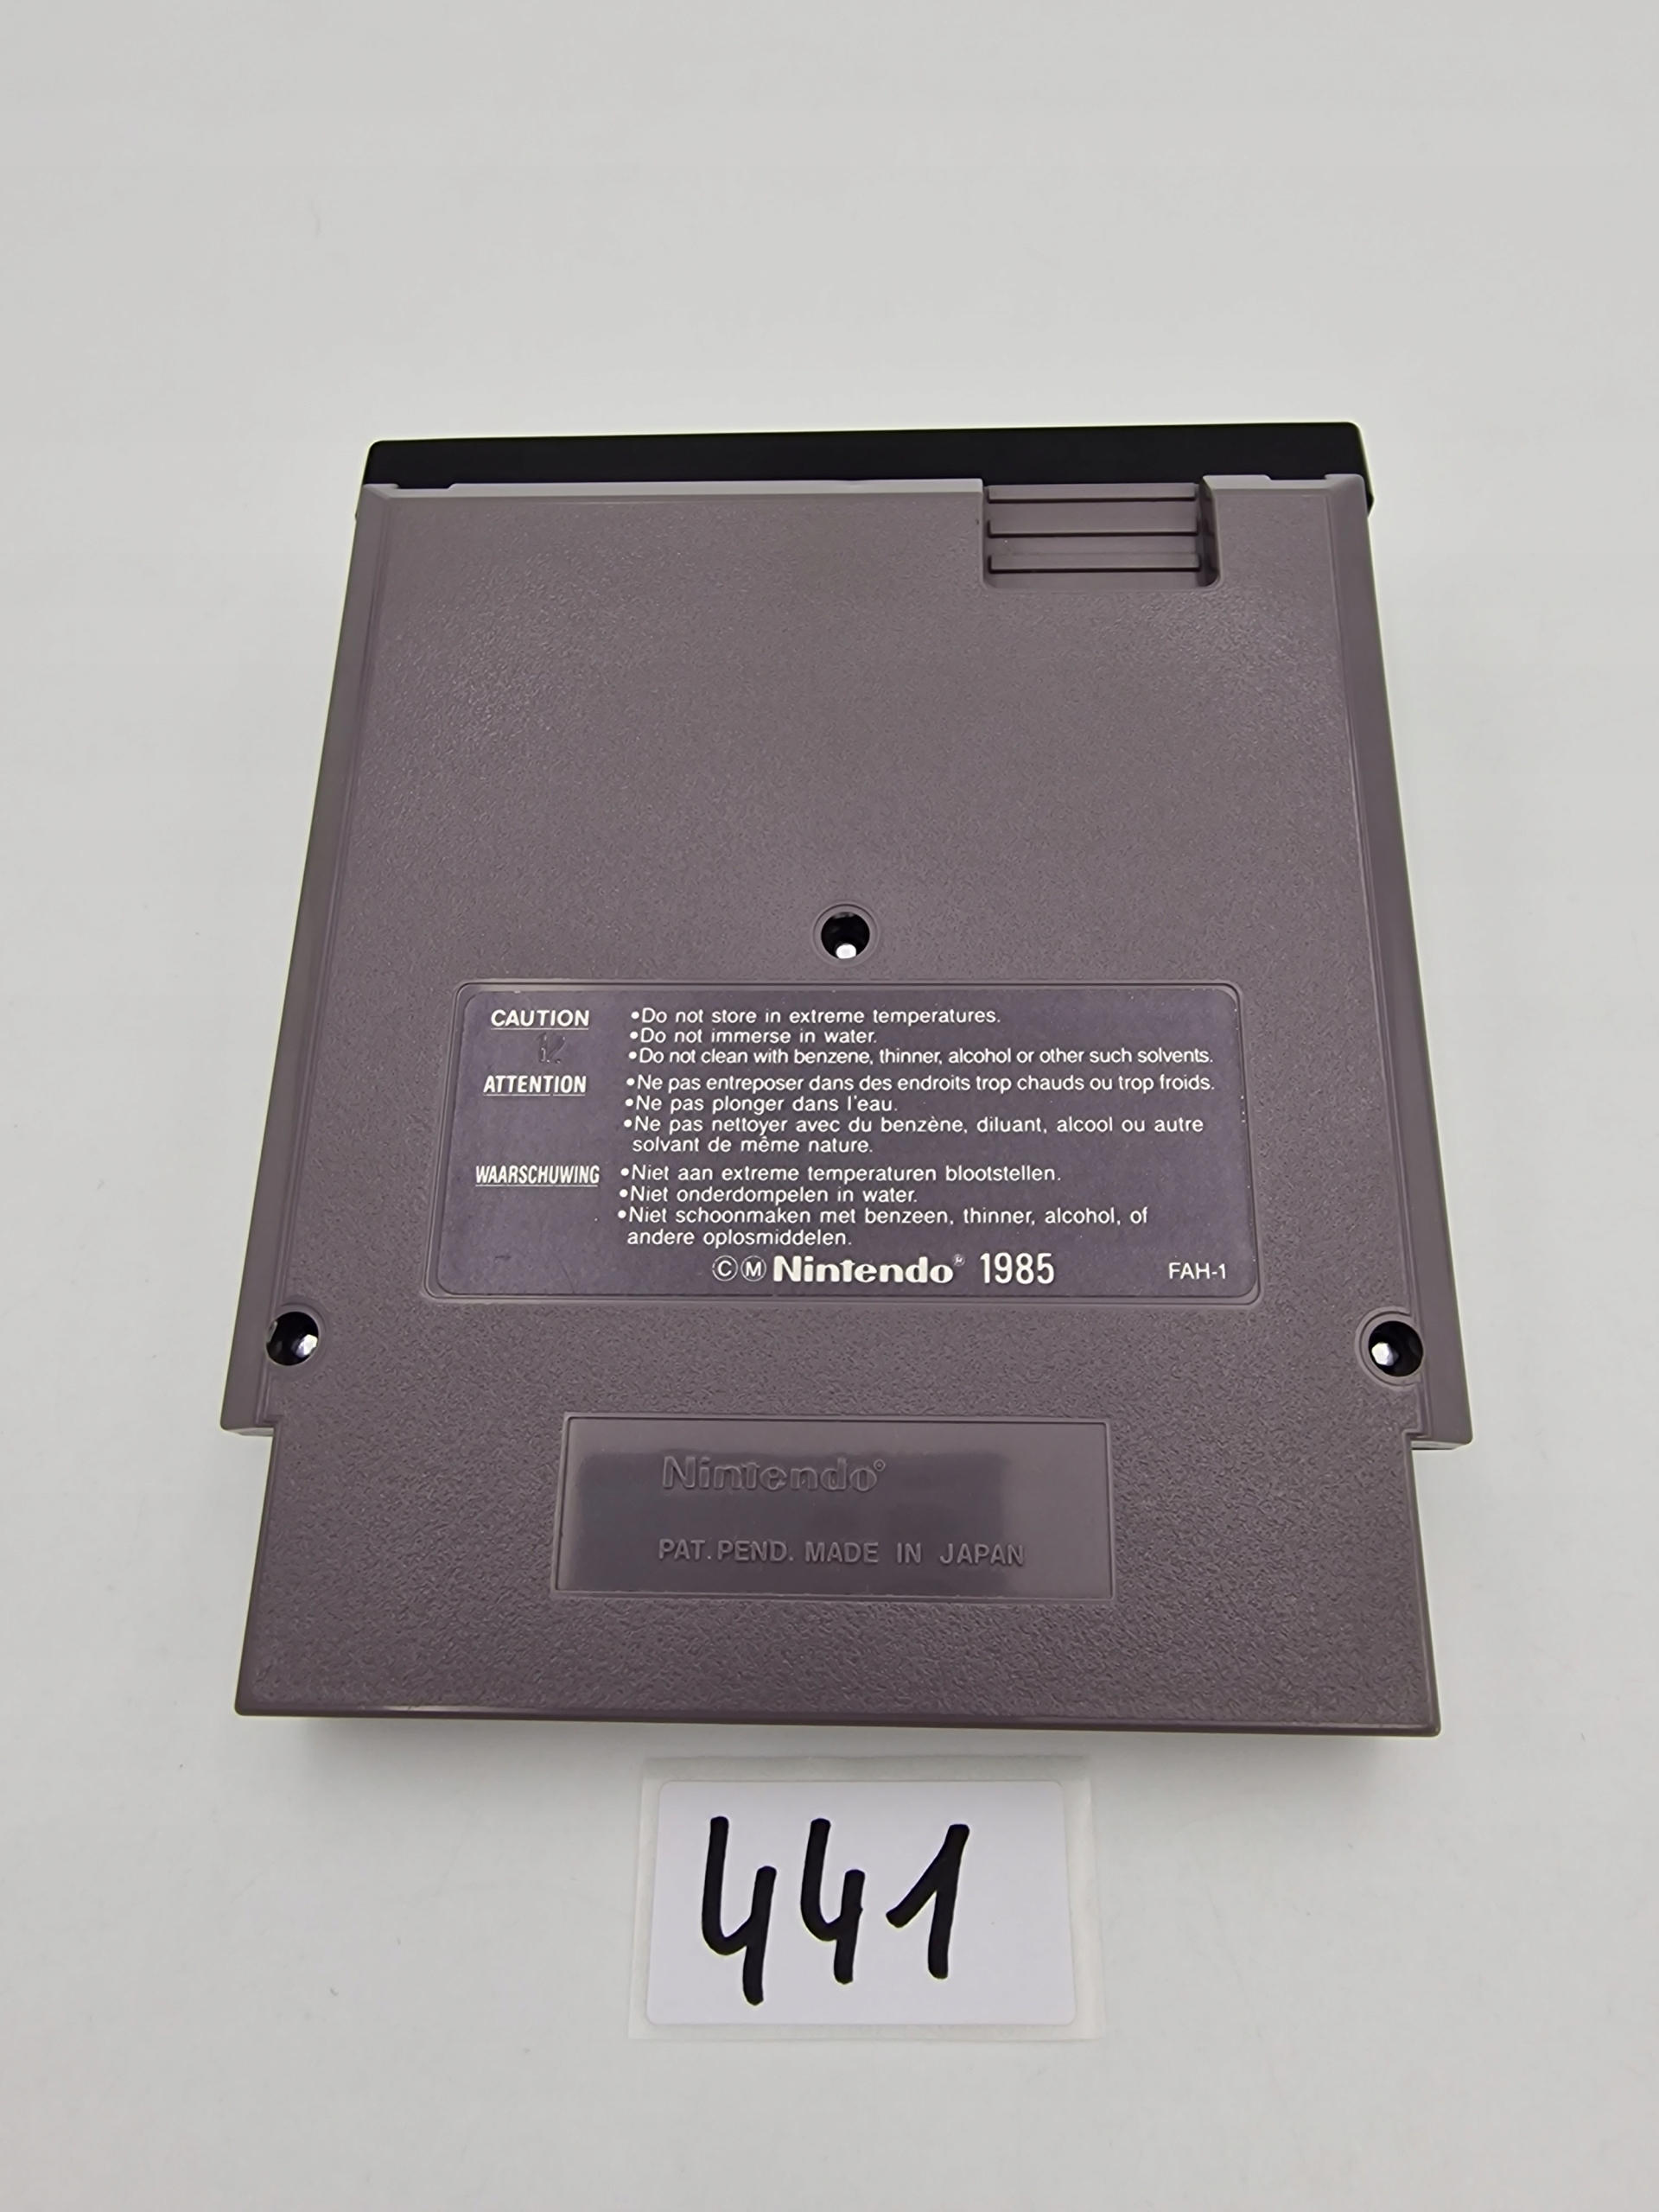 CAUTION •Do not store in extreme temperatures.
•Do not immerse in water.
•Do not clean with benzene, thinner, alcohol or other such solvents.
12
ATTENTION •Ne pas entreposer dans des endroits trop chauds ou trop froids.
•Ne pas plonger dans l'eau.
•Ne pas nettoyer avec du benzène, diluant, alcool ou autre
solvant de même nature.
WAARSCHUWING •Niet aan extreme temperaturen blootstellen.
•Niet onderdompelen in water.
•Niet schoonmaken met benzeen, thinner, alcohol, of
andere oplosmiddelen.
ⒸⓂ Nintendo® 1985 FAH-1
Nintendo®
PAT. PEND. MADE IN JAPAN
441